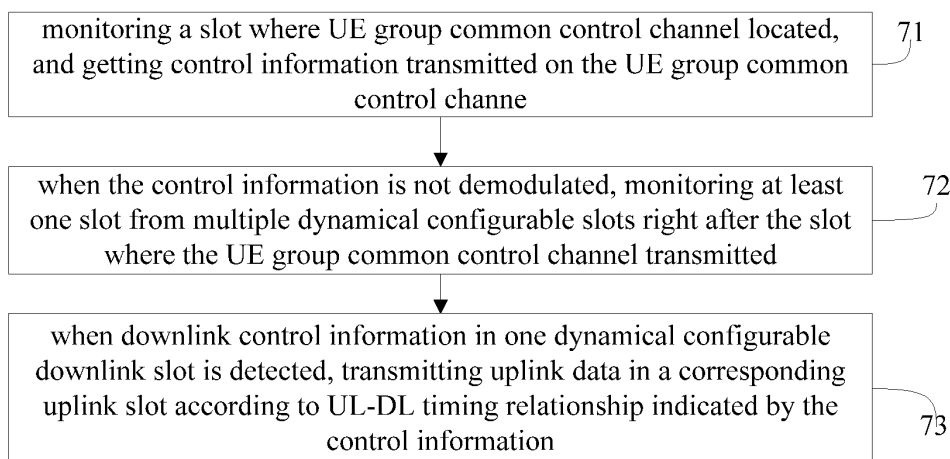 monitoring a slot where UE group common control channel located,
and getting control information transmitted on the UE group common
control channe
71
when the control information is not demodulated, monitoring at least
one slot from multiple dynamical configurable slots right after the slot
where the UE group common control channel transmitted
72
when downlink control information in one dynamical configurable
downlink slot is detected, transmitting uplink data in a corresponding
uplink slot according to UL-DL timing relationship indicated by the
control information
73